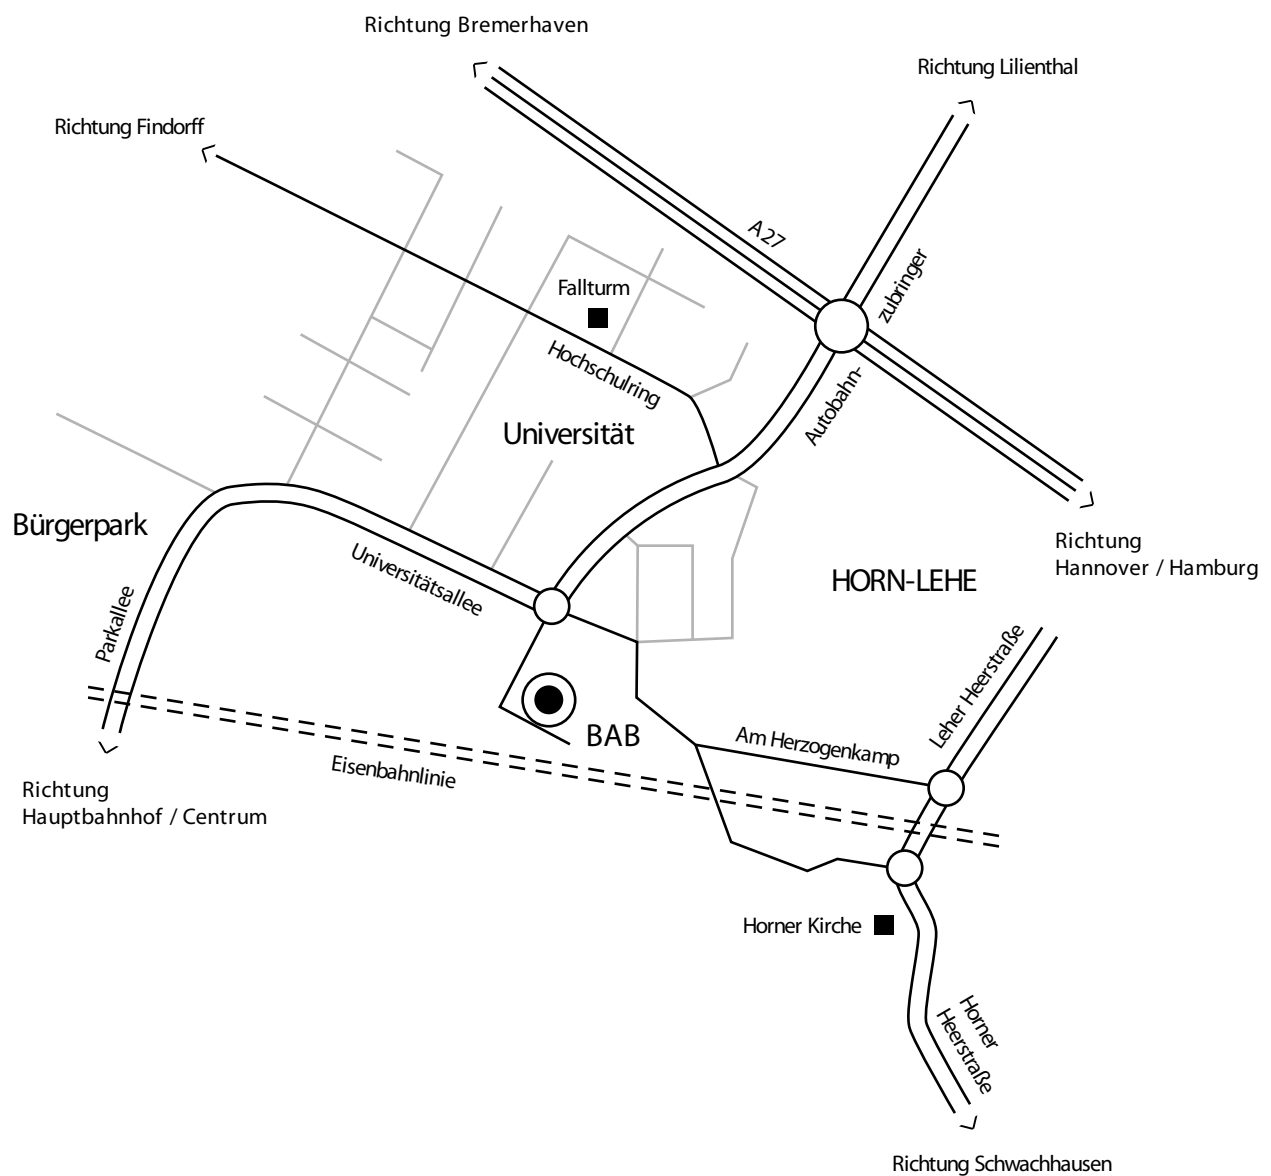 Richtung Bremerhaven
Richtung Lilienthal
Richtung Findorff
A 27
zubringer
Fallturm
Hochschulring
Autobahn-
Universität
Bürgerpark
Richtung
Hannover / Hamburg
Universitätsallee
HORN-LEHE
Parkallee
Leher Heerstraße
BAB
Am Herzogenkamp
Eisenbahnlinie
Richtung
Hauptbahnhof / Centrum
Horner Kirche
Horner
Heerstraße
Richtung Schwachhausen